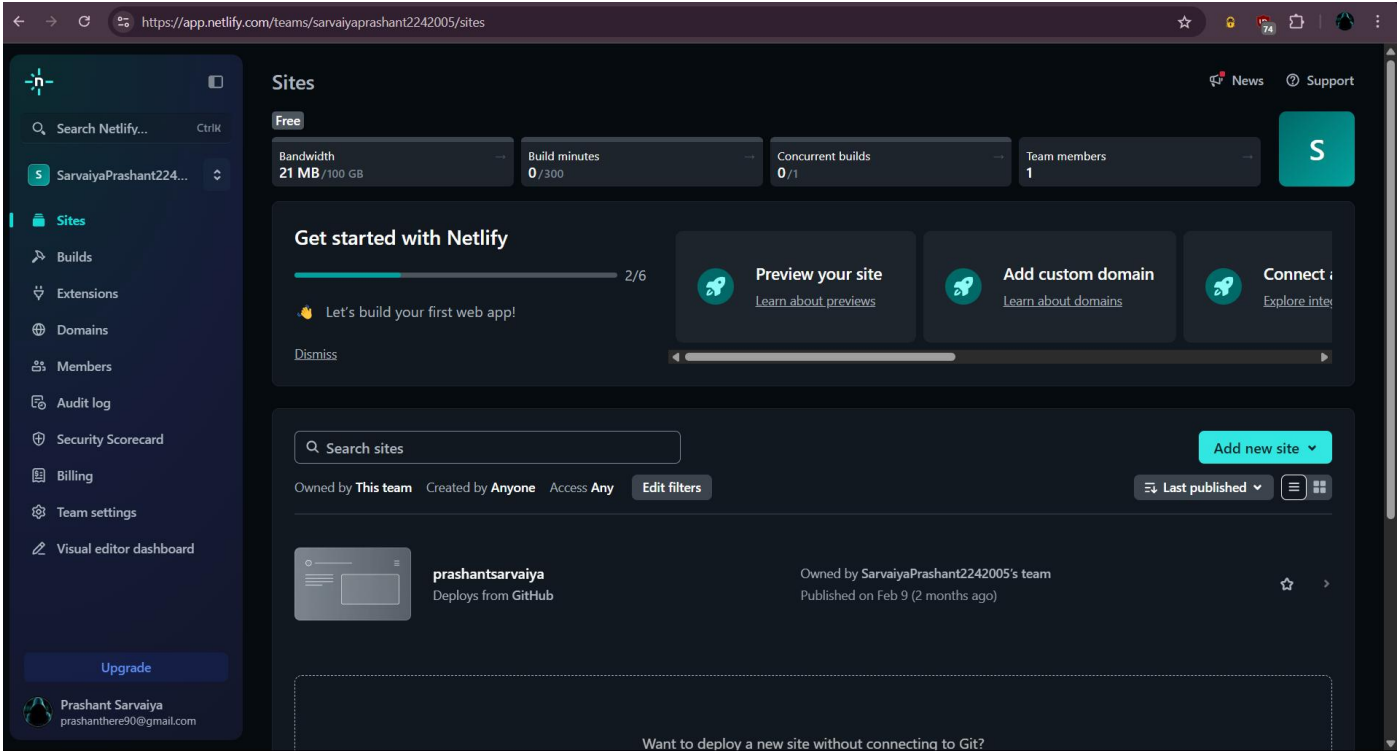 https://app.netlify.com/teams/sarvaiyaprashant2242005/sites
74
n
Search Netlify... CtrlK
S SarvaiyaPrashant224...
Sites
Builds
Extensions
Domains
Members
Audit log
Security Scorecard
Billing
Team settings
Visual editor dashboard
Upgrade
Prashant Sarvaiya
prashanthere90@gmail.com
Sites
News Support
Free
Bandwidth
21 MB /100 GB
Build minutes
0/300
Concurrent builds
0/1
Team members
1
S
Get started with Netlify
2/6
👋 Let's build your first web app!
Dismiss
Preview your site
Learn about previews
Add custom domain
Learn about domains
Connect
Explore
Search sites
Add new site
Owned by This team Created by Anyone Access Any Edit filters
Last published
prashantsarvaiya
Deploys from GitHub
Owned by SarvaiyaPrashant2242005's team
Published on Feb 9 (2 months ago)
Want to deploy a new site without connecting to Git?